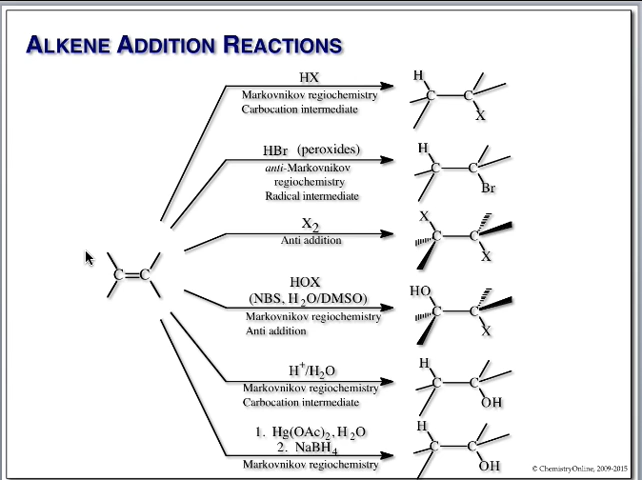 ALKENE ADDITION REACTIONS
HX
Markovnikov regiochemistry
Carbocation intermediate
H
C C
X
HBr (peroxides)
anti-Markovnikov
regiochemistry
Radical intermediate
H
C C
Br
X2
Anti addition
X
C C
X
C=C
HOX
(NBS, H2O/DMSO)
Markovnikov regiochemistry
Anti addition
HO
C C
X
H+/H2O
Markovnikov regiochemistry
Carbocation intermediate
H
C C
OH
1. Hg(OAc)2, H2O
2. NaBH4
Markovnikov regiochemistry
H
C C
OH
© ChemistryOnline, 2009-2015